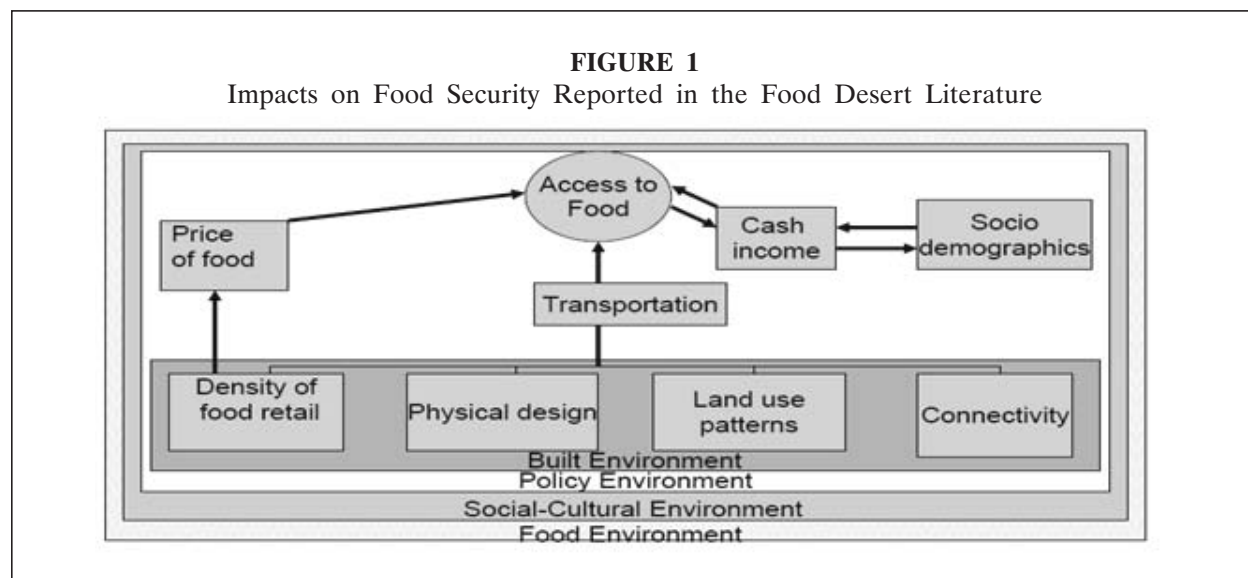 FIGURE 1
Impacts on Food Security Reported in the Food Desert Literature
Access to
Food
Price
of food
Cash
income
Socio
demographics
Transportation
Density of
food retail
Physical design
Land use
patterns
Connectivity
Built Environment
Policy Environment
Social-Cultural Environment
Food Environment